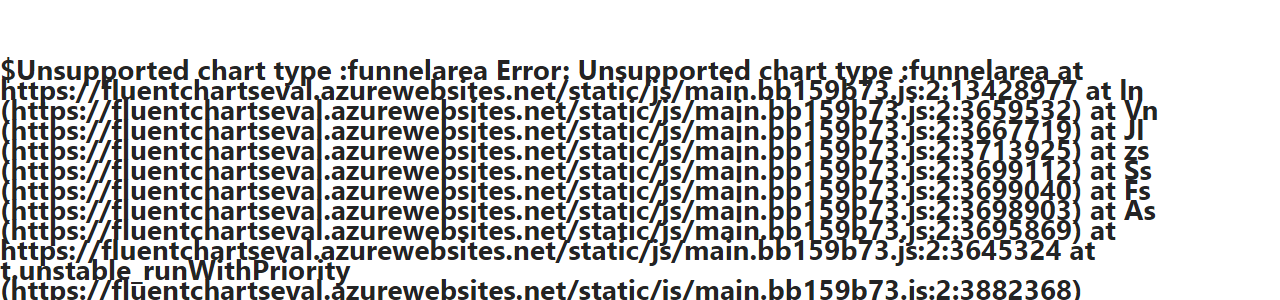 $Unsupported chart type :funnelarea Error: Unsupported chart type :funnelarea at
https://fluentchartseval.azurewebsites.net/static/js/main.bb159b73.js:2:13428977 at ln
(https://fluentchartseval.azurewebsites.net/static/js/main.bb159b73.js:2:3659532) at Vn
(https://fluentchartseval.azurewebsites.net/static/js/main.bb159b73.js:2:3667719) at Jl
(https://fluentchartseval.azurewebsites.net/static/js/main.bb159b73.js:2:3713925) at zs
(https://fluentchartseval.azurewebsites.net/static/js/main.bb159b73.js:2:3699112) at Ss
(https://fluentchartseval.azurewebsites.net/static/js/main.bb159b73.js:2:3699040) at Fs
(https://fluentchartseval.azurewebsites.net/static/js/main.bb159b73.js:2:3698903) at As
(https://fluentchartseval.azurewebsites.net/static/js/main.bb159b73.js:2:3695869) at
https://fluentchartseval.azurewebsites.net/static/js/main.bb159b73.js:2:3645324 at
t.unstable_runWithPriority
(https://fluentchartseval.azurewebsites.net/static/js/main.bb159b73.js:2:3882368)